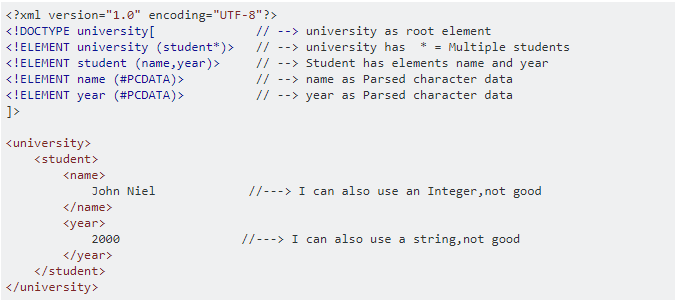 <?xml version="1.0" encoding="UTF-8"?>
<!DOCTYPE university[              // --> university as root element
<!ELEMENT university (student*)>   // --> university has  * = Multiple students
<!ELEMENT student (name,year)>     // --> Student has elements name and year
<!ELEMENT name (#PCDATA)>          // --> name as Parsed character data
<!ELEMENT year (#PCDATA)>          // --> year as Parsed character data
]>
<university>
    <student>
        <name>
            John Niel             //---> I can also use an Integer,not good
        </name>
        <year>
            2000                 //---> I can also use a string,not good
        </year>
    </student>
</university>